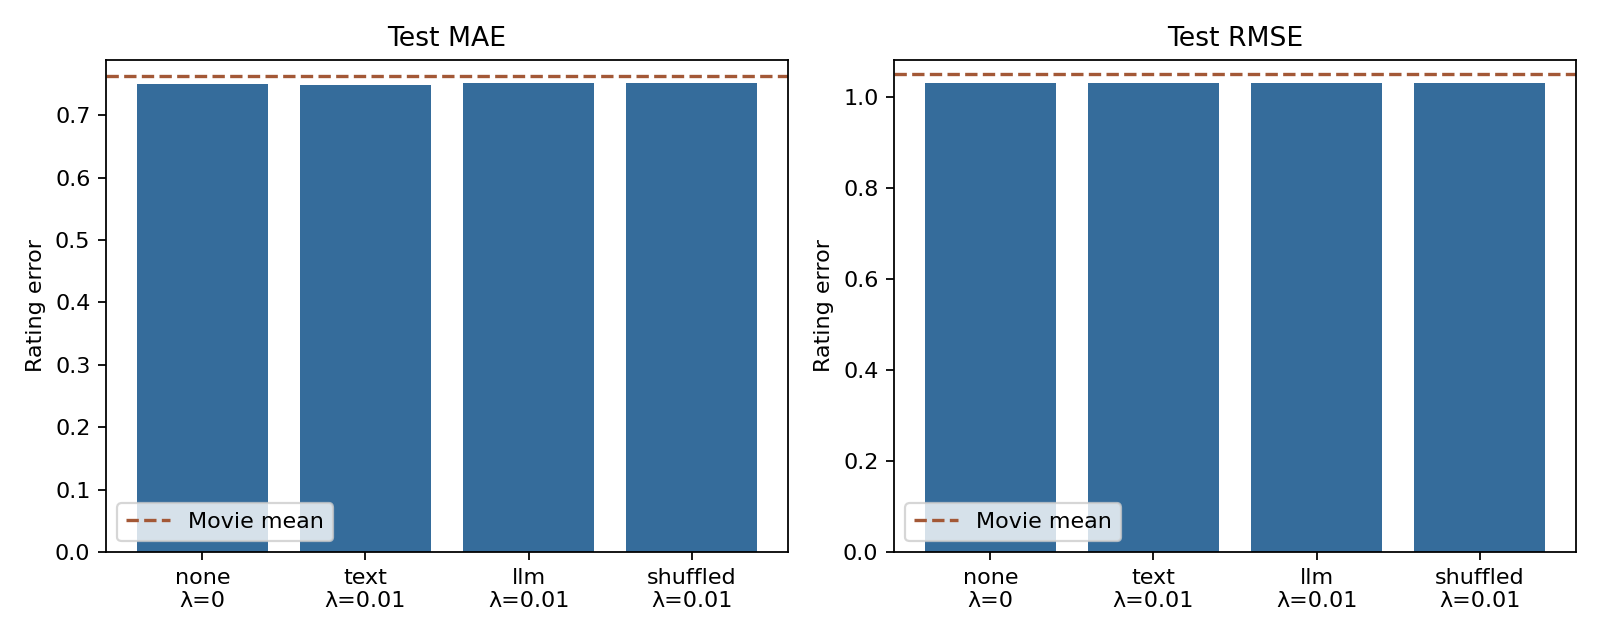 Test MAE
Rating error
0.7
0.6
0.5
0.4
0.3
0.2
0.1
0.0
Movie mean
none
λ=0
text
λ=0.01
llm
λ=0.01
shuffled
λ=0.01
Test RMSE
Rating error
1.0
0.8
0.6
0.4
0.2
0.0
Movie mean
none
λ=0
text
λ=0.01
llm
λ=0.01
shuffled
λ=0.01